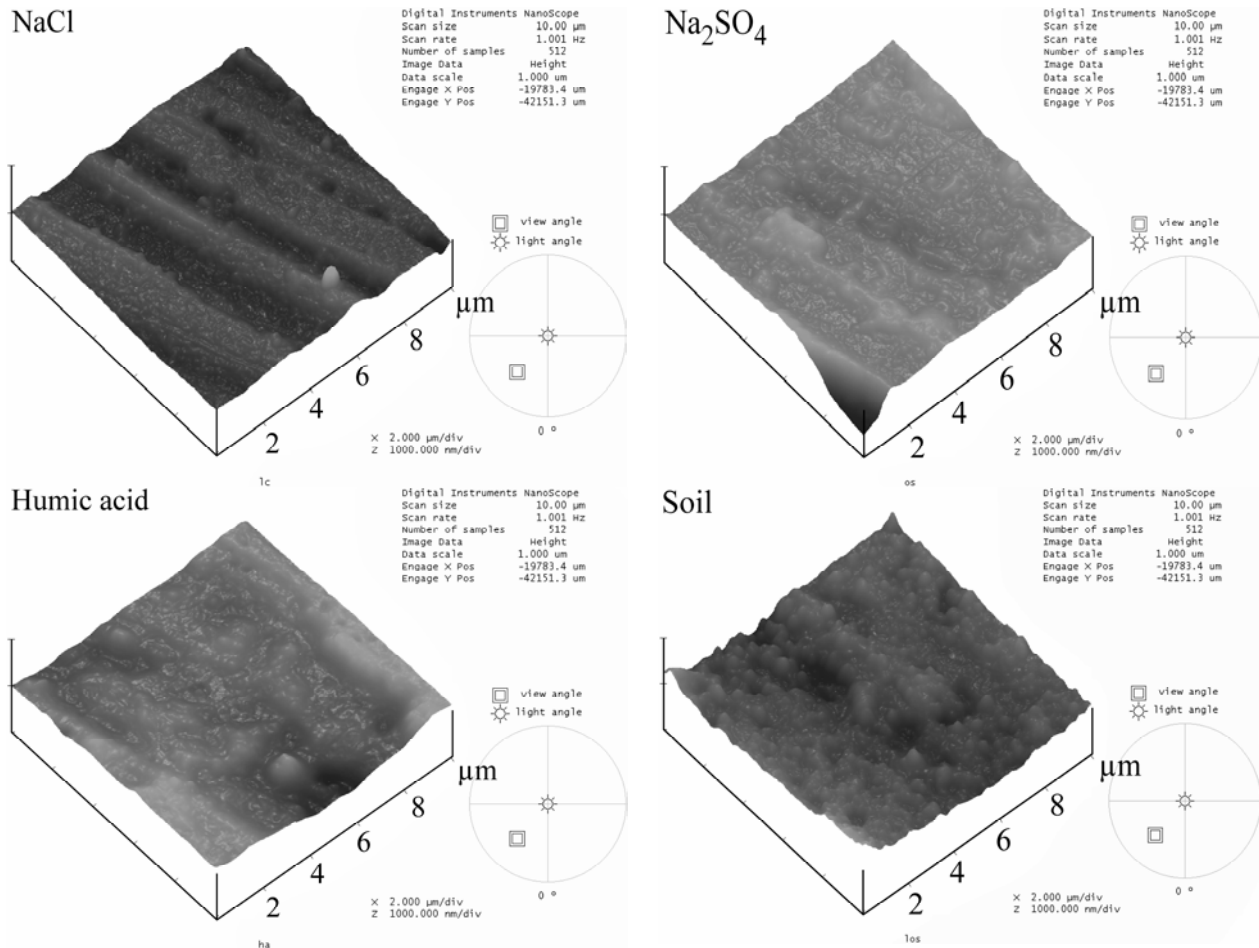 NaCl
Digital Instruments NanoScope
Scan size 10.00 µm
Scan rate 1.001 Hz
Number of samples 512
Image Data Height
Data scale 1.000 um
Engage X Pos -19783.4 um
Engage Y Pos -42151.3 um
view angle
light angle
µm
8
6
4
2
0 °
X 2.000 µm/div
Z 1000.000 nm/div
lc
Na₂SO₄
Digital Instruments NanoScope
Scan size 10.00 µm
Scan rate 1.001 Hz
Number of samples 512
Image Data Height
Data scale 1.000 um
Engage X Pos -19783.4 um
Engage Y Pos -42151.3 um
view angle
light angle
µm
8
6
4
2
0 °
X 2.000 µm/div
Z 1000.000 nm/div
os
Humic acid
Digital Instruments NanoScope
Scan size 10.00 µm
Scan rate 1.001 Hz
Number of samples 512
Image Data Height
Data scale 1.000 um
Engage X Pos -19783.4 um
Engage Y Pos -42151.3 um
view angle
light angle
µm
8
6
4
2
0 °
X 2.000 µm/div
Z 1000.000 nm/div
ha
Soil
Digital Instruments NanoScope
Scan size 10.00 µm
Scan rate 1.001 Hz
Number of samples 512
Image Data Height
Data scale 1.000 um
Engage X Pos -19783.4 um
Engage Y Pos -42151.3 um
view angle
light angle
µm
8
6
4
2
0 °
X 2.000 µm/div
Z 1000.000 nm/div
los